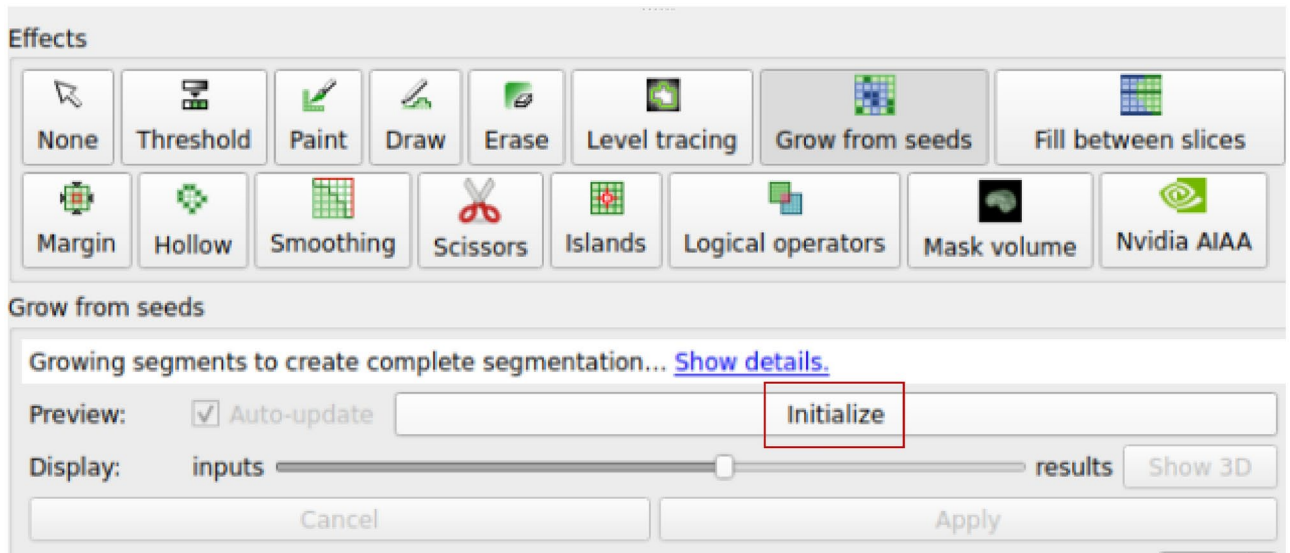 Effects
None Threshold Paint Draw Erase Level tracing Grow from seeds Fill between slices
Margin Hollow Smoothing Scissors Islands Logical operators Mask volume Nvidia AIAA
Grow from seeds
Growing segments to create complete segmentation... Show details.
Preview: Auto-update Initialize
Display: inputs results Show 3D
Cancel Apply